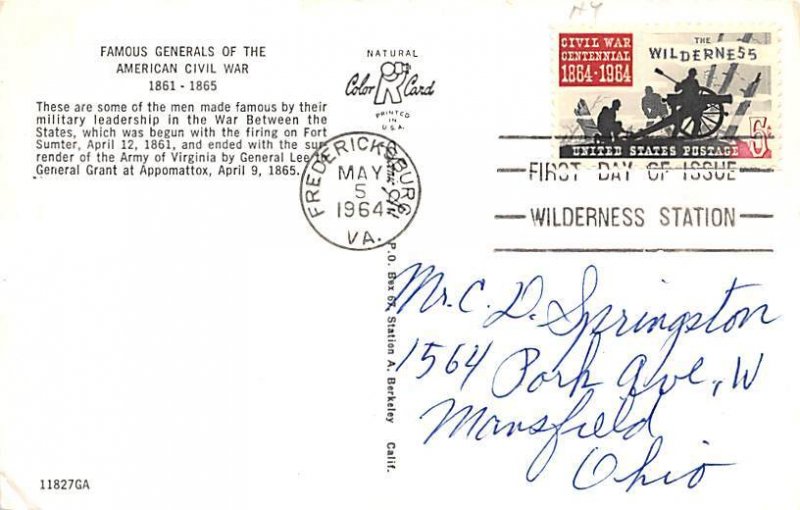 FAMOUS GENERALS OF THE
AMERICAN CIVIL WAR
1861 - 1865
These are some of the men made famous by their
military leadership in the War Between the
States, which was begun with the firing on Fort
Sumter, April 12, 1861, and ended with the sur-
render of the Army of Virginia by General Lee to
General Grant at Appomattox, April 9, 1865.
NATURAL
Color Card
PRINTED
IN
U.S.A.
CIVIL WAR
CENTENNIAL
1864-1964
THE
WILDERNESS
UNITED STATES POSTAGE
FREDERICKSBURG
MAY
5
1964
VA.
FIRST DAY OF ISSUE
WILDERNESS STATION
P.O. Box 67, Station A. Berkeley Calif.
Mr. C. D. Springston
1564 Park Ave., W
Mansfield
Ohio
11827GA